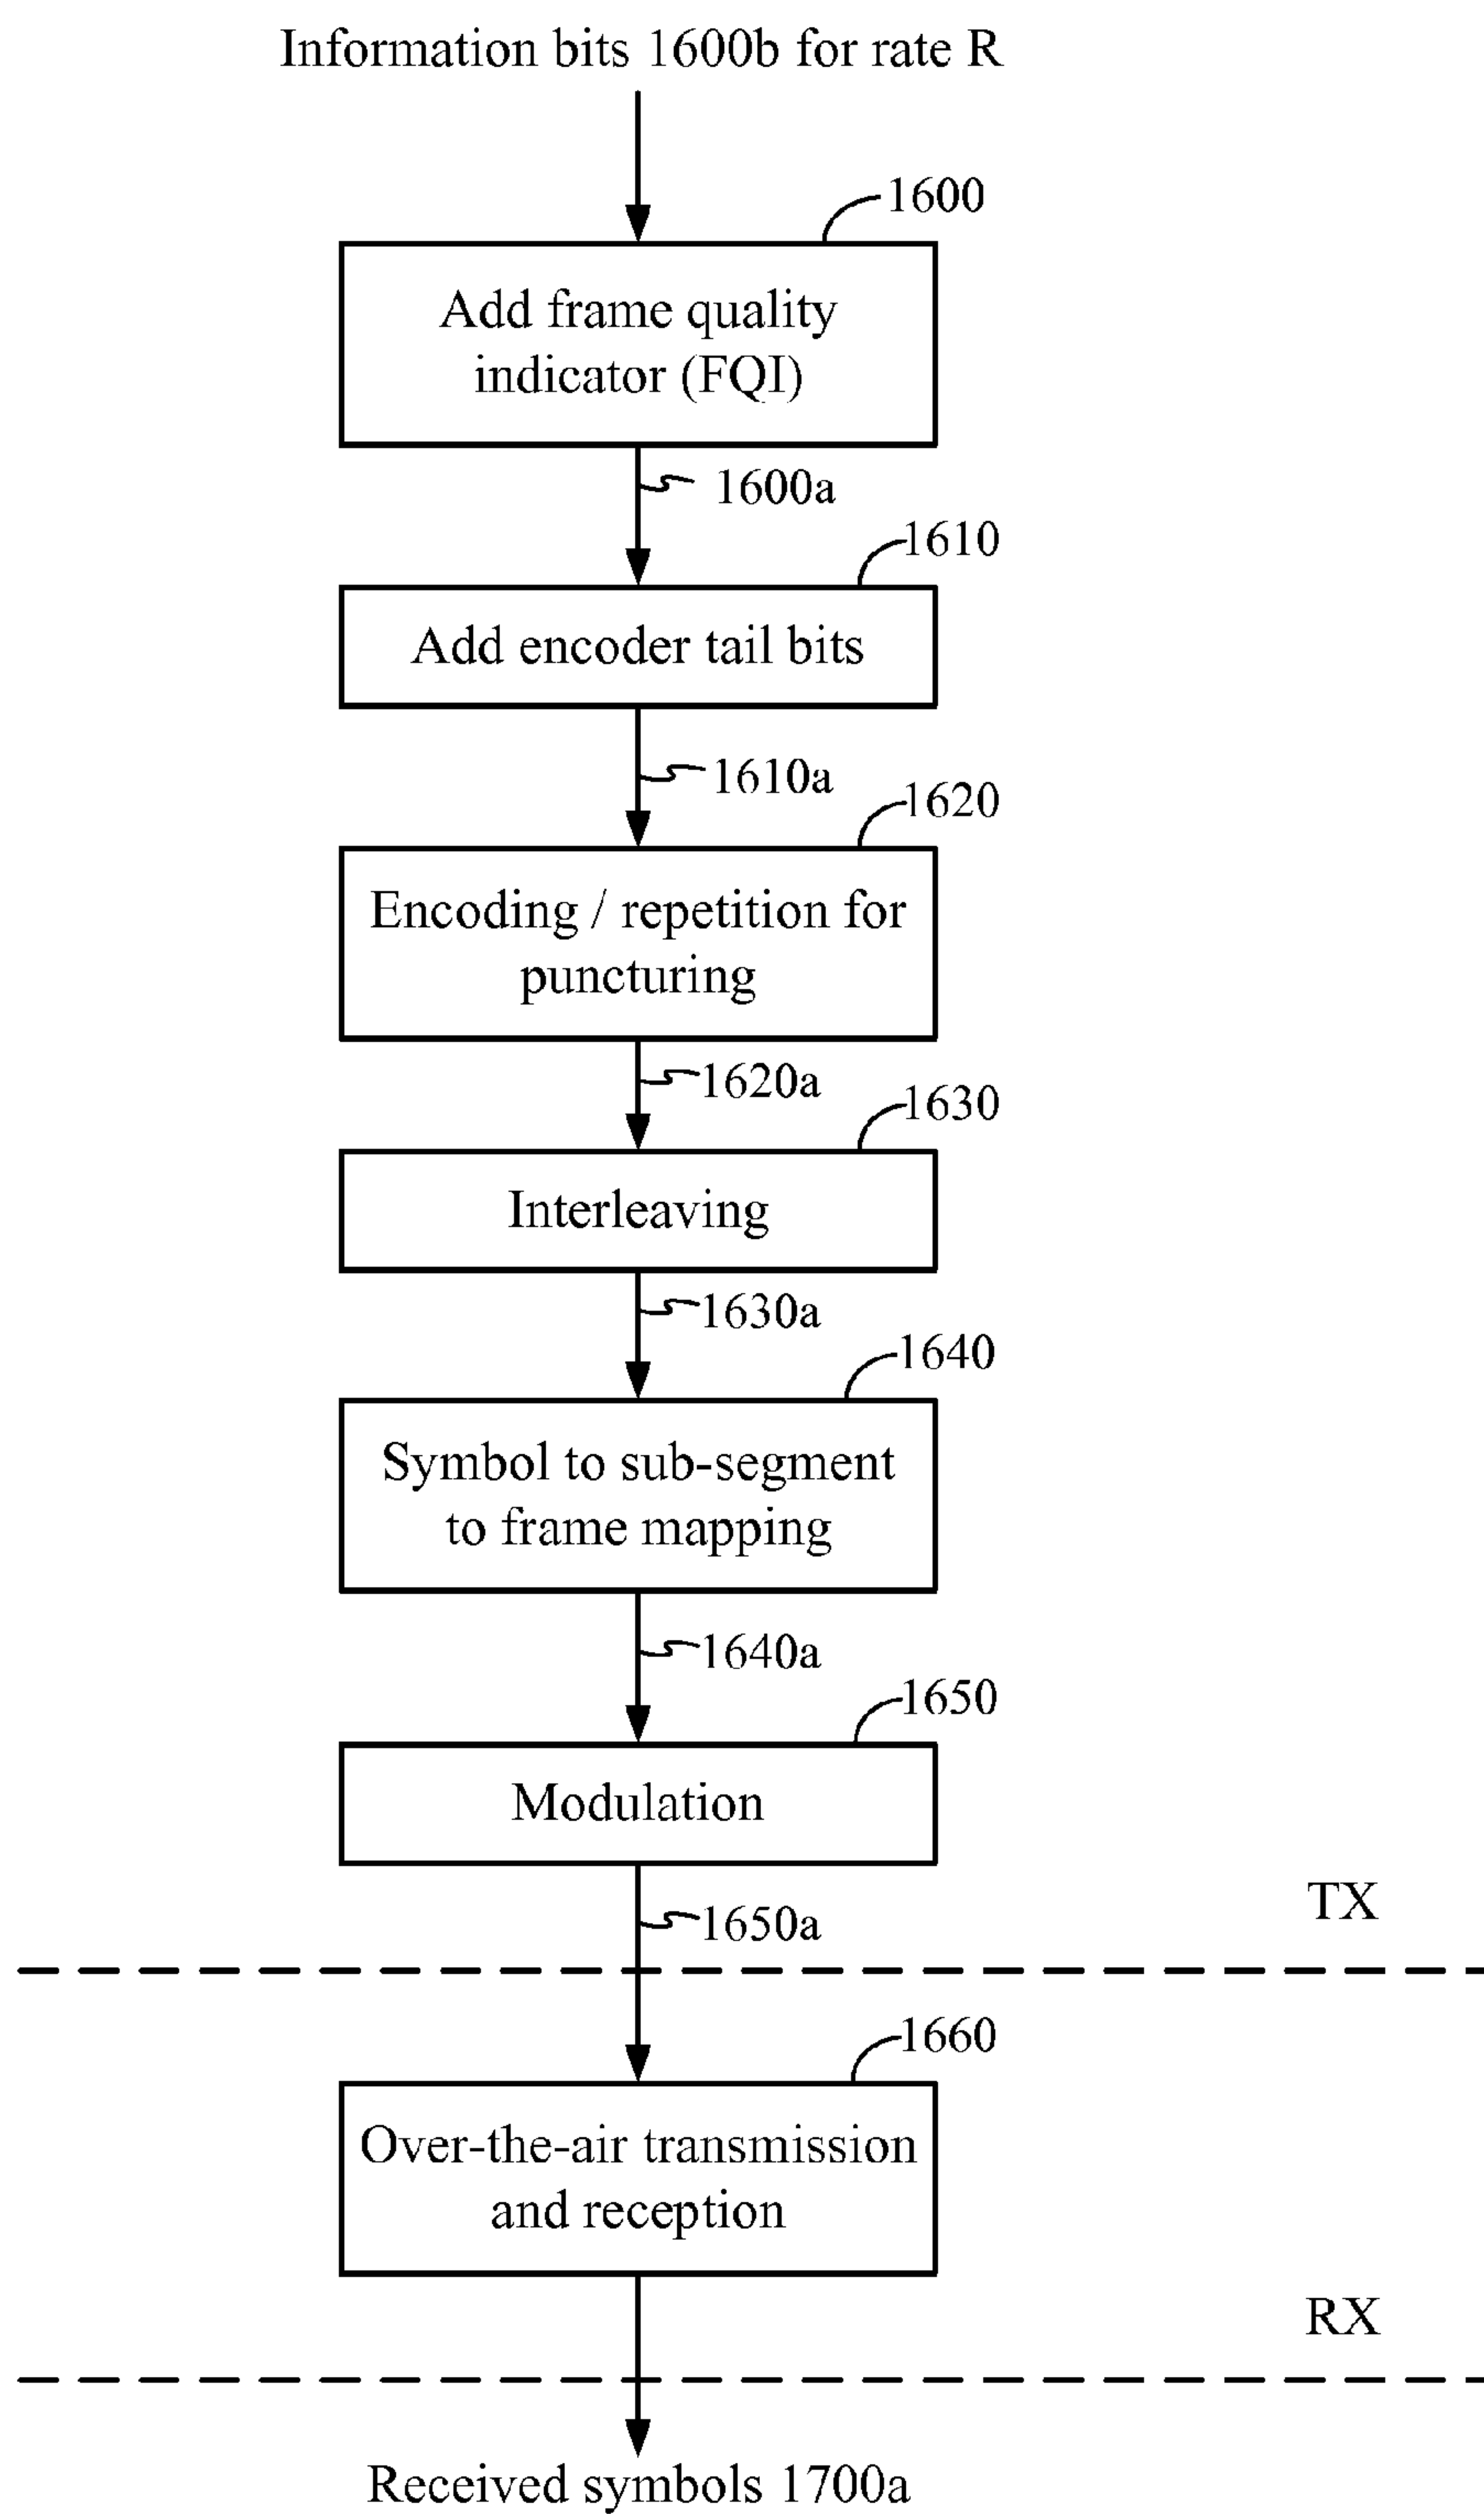 Information bits 1600b for rate R
1600
Add frame quality
indicator (FQI)
1600a
1610
Add encoder tail bits
1610a
1620
Encoding / repetition for
puncturing
1620a
1630
Interleaving
1630a
1640
Symbol to sub-segment
to frame mapping
1640a
1650
Modulation
TX
1650a
1660
Over-the-air transmission
and reception
RX
Received symbols 1700a